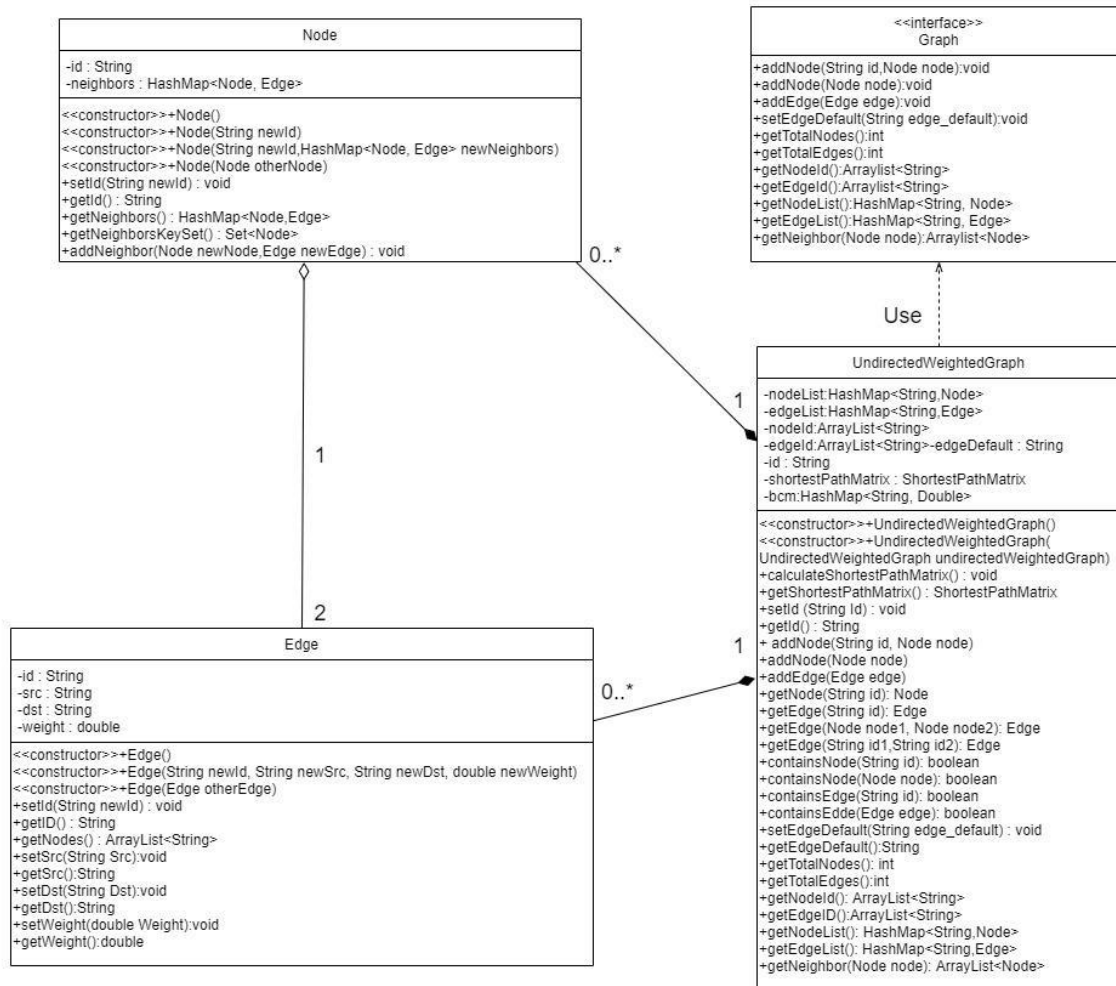 Node
-id : String
-neighbors : HashMap<Node, Edge>
<<constructor>>+Node()
<<constructor>>+Node(String newId)
<<constructor>>+Node(String newId,HashMap<Node, Edge> newNeighbors)
<<constructor>>+Node(Node otherNode)
+setId(String newId) : void
+getId() : String
+getNeighbors() : HashMap<Node,Edge>
+getNeighborsKeySet() : Set<Node>
+addNeighbor(Node newNode,Edge newEdge) : void
<<interface>>
Graph
+addNode(String id,Node node):void
+addNode(Node node):void
+addEdge(Edge edge):void
+setEdgeDefault(String edge_default):void
+getTotalNodes():int
+getTotalEdges():int
+getNodeId():Arraylist<String>
+getEdgeId():Arraylist<String>
+getNodeList():HashMap<String, Node>
+getEdgeList():HashMap<String, Edge>
+getNeighbor(Node node):Arraylist<Node>
0..*
Use
1
1
2
0..*
1
UndirectedWeightedGraph
-nodeList:HashMap<String,Node>
-edgeList:HashMap<String,Edge>
-nodeId:ArrayList<String>
-edgeId:ArrayList<String>-edgeDefault : String
-id : String
-shortestPathMatrix : ShortestPathMatrix
-bcm:HashMap<String, Double>
<<constructor>>+UndirectedWeightedGraph()
<<constructor>>+UndirectedWeightedGraph(
UndirectedWeightedGraph undirectedWeightedGraph)
+calculateShortestPathMatrix() : void
+getShortestPathMatrix() : ShortestPathMatrix
+setId (String Id) : void
+getId() : String
+ addNode(String id, Node node)
+addNode(Node node)
+addEdge(Edge edge)
+getNode(String id): Node
+getEdge(String id): Edge
+getEdge(Node node1, Node node2): Edge
+getEdge(String id1,String id2): Edge
+containsNode(String id): boolean
+containsNode(Node node): boolean
+containsEdge(String id): boolean
+containsEdde(Edge edge): boolean
+setEdgeDefault(String edge_default) : void
+getEdgeDefault():String
+getTotalNodes(): int
+getTotalEdges():int
+getNodeId(): ArrayList<String>
+getEdgeID():ArrayList<String>
+getNodeList(): HashMap<String,Node>
+getEdgeList(): HashMap<String,Edge>
+getNeighbor(Node node): ArrayList<Node>
Edge
-id : String
-src : String
-dst : String
-weight : double
<<constructor>>+Edge()
<<constructor>>+Edge(String newId, String newSrc, String newDst, double newWeight)
<<constructor>>+Edge(Edge otherEdge)
+setId(String newId) : void
+getID() : String
+getNodes() : ArrayList<String>
+setSrc(String Src):void
+getSrc():String
+setDst(String Dst):void
+getDst():String
+setWeight(double Weight):void
+getWeight():double